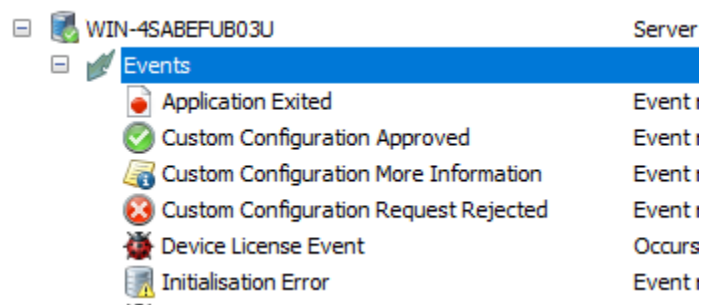 WIN-4SABEFUB03U Server
Events
Application Exited Event
Custom Configuration Approved Event
Custom Configuration More Information Event
Custom Configuration Request Rejected Event
Device License Event Occurs
Initialisation Error Event